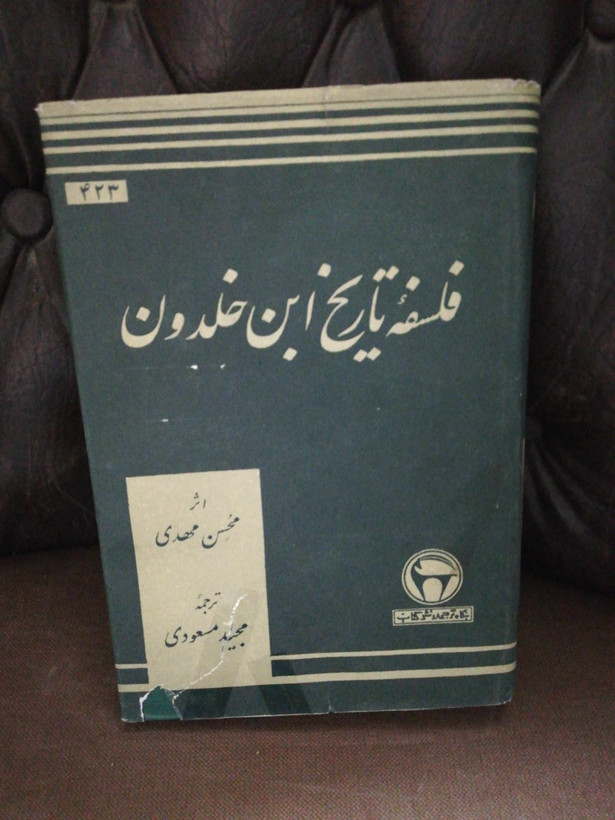 ۴۲۳
فلسفهٔ تاریخ ابن خلدون
اثر
محسن مهدی
ترجمهٔ
مجید مسعودی
بنگاه ترجمه و نشر کتاب